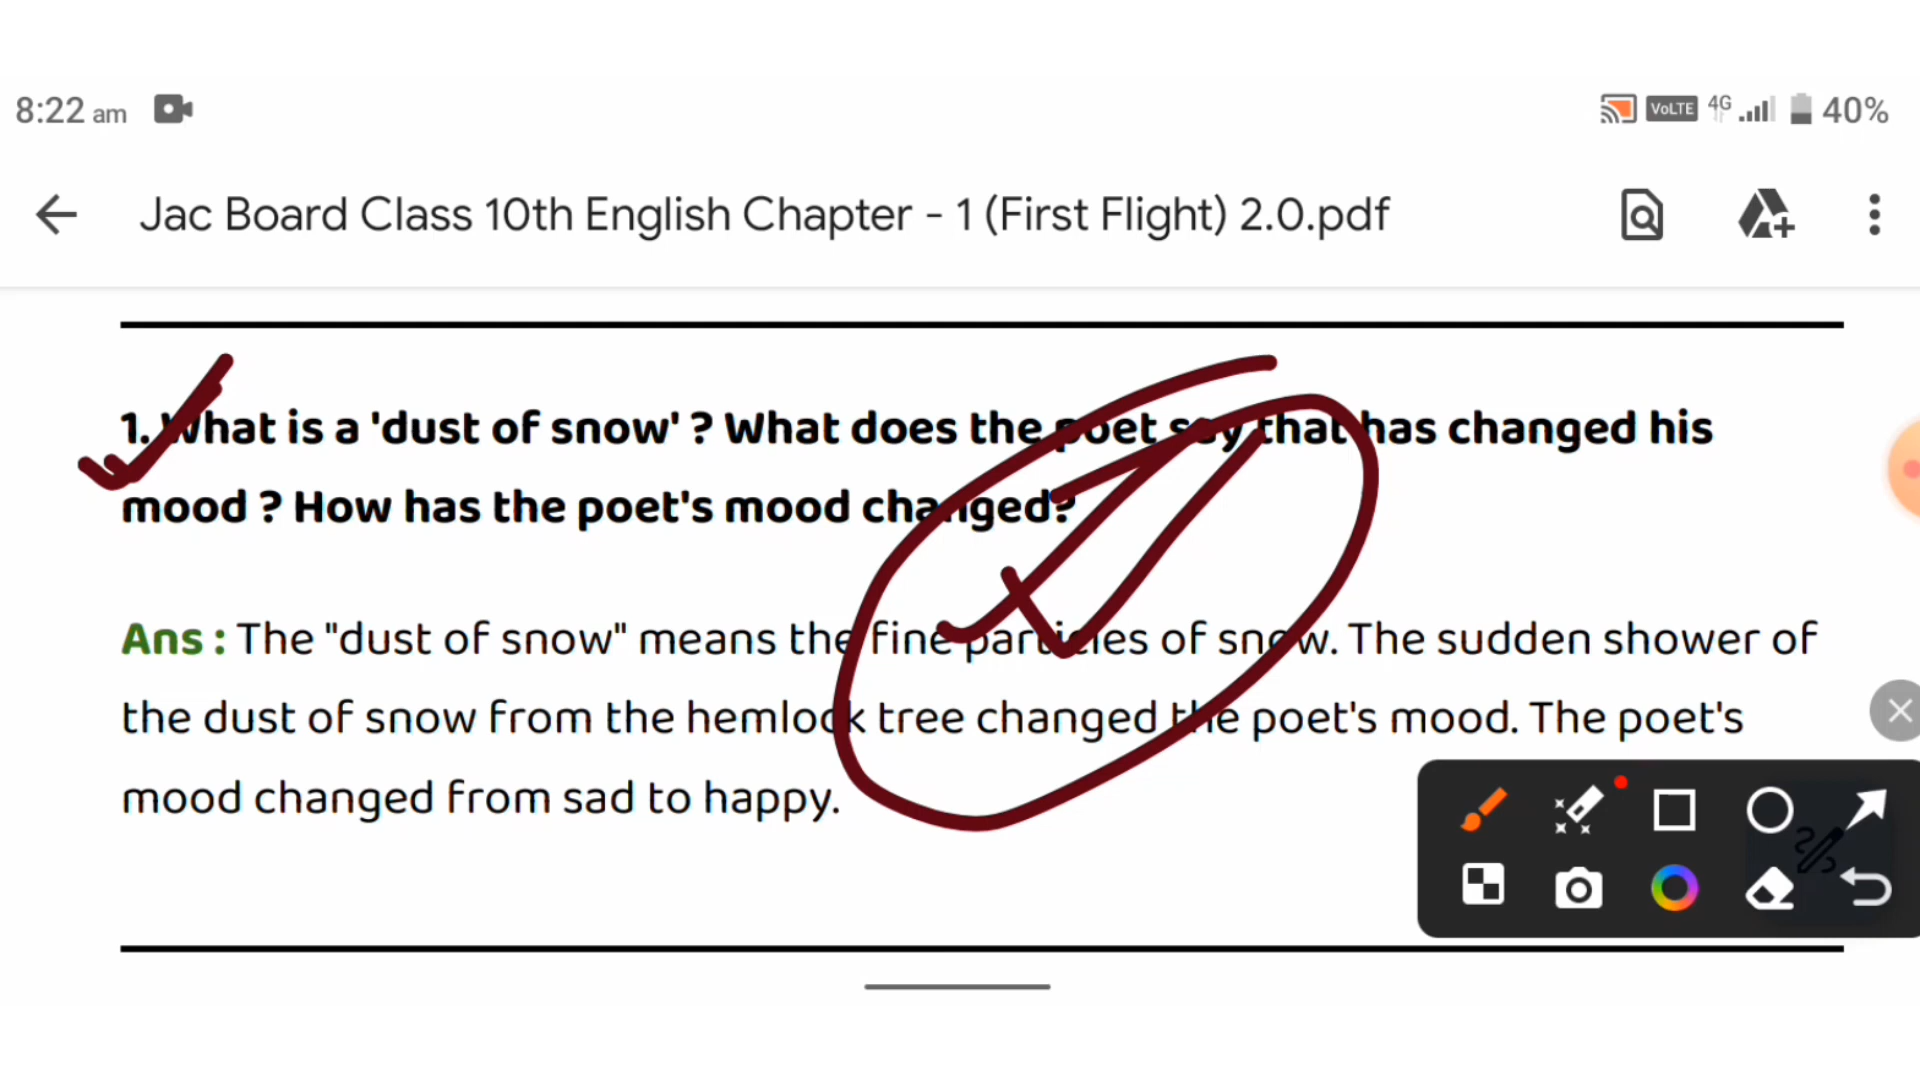 8:22 am VoLTE 4G 40%
Jac Board Class 10th English Chapter - 1 (First Flight) 2.0.pdf
1. What is a 'dust of snow' ? What does the poet say that has changed his
mood ? How has the poet's mood changed?
Ans : The "dust of snow" means the fine particles of snow. The sudden shower of
the dust of snow from the hemlock tree changed the poet's mood. The poet's
mood changed from sad to happy.